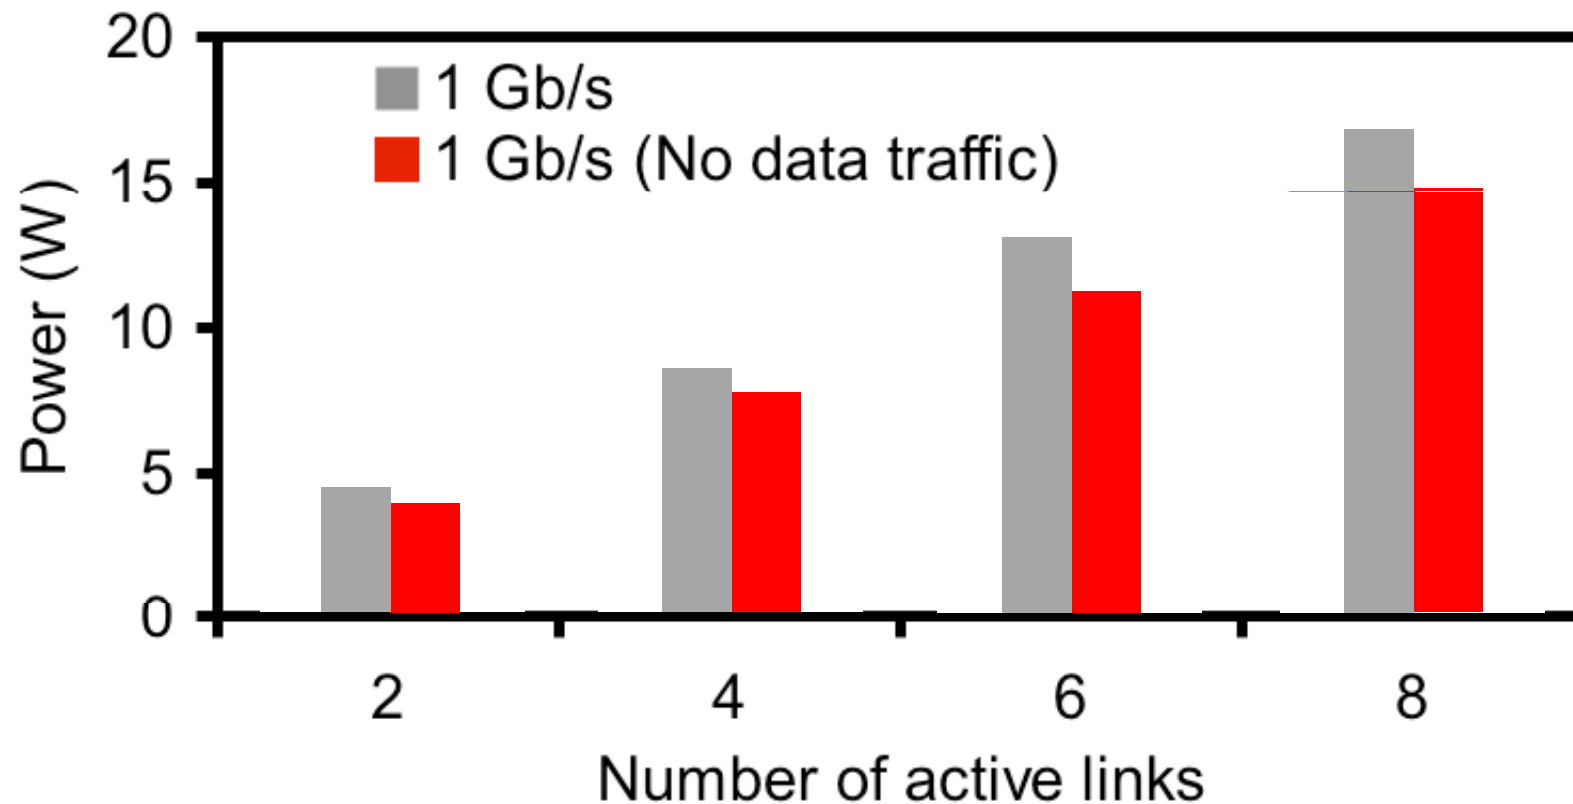 20
1 Gb/s
1 Gb/s (No data traffic)
15
10
5
0
Power (W)
2 4 6 8
Number of active links